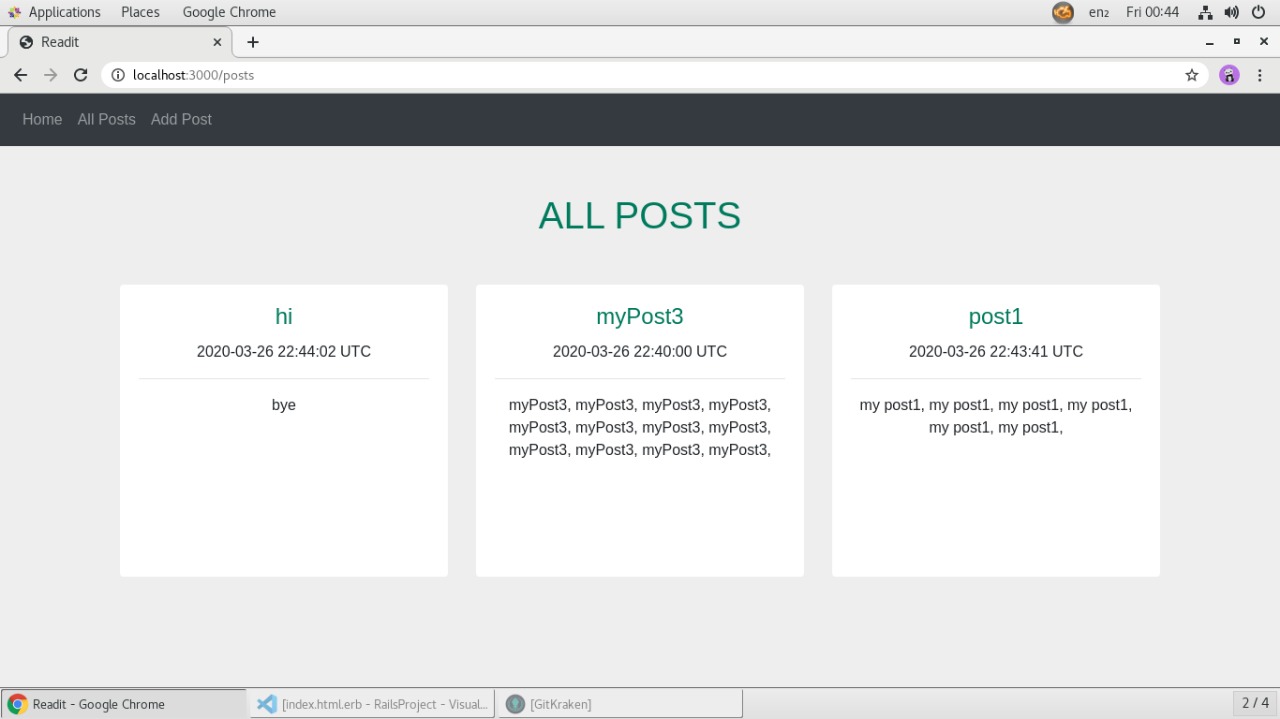 Applications Places Google Chrome en₂ Fri 00:44
Readit
localhost:3000/posts
Home All Posts Add Post
ALL POSTS
hi
2020-03-26 22:44:02 UTC
bye
myPost3
2020-03-26 22:40:00 UTC
myPost3, myPost3, myPost3, myPost3,
myPost3, myPost3, myPost3, myPost3,
myPost3, myPost3, myPost3, myPost3,
post1
2020-03-26 22:43:41 UTC
my post1, my post1, my post1, my post1,
my post1, my post1,
Readit - Google Chrome [index.html.erb - RailsProject - Visual... [GitKraken] 2 / 4